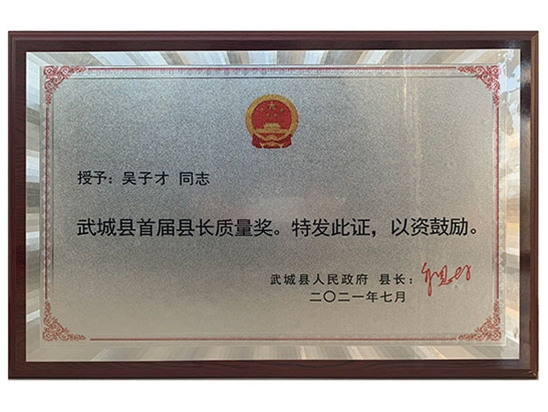 授予：吴子才 同志
武城县首届县长质量奖。特发此证，以资鼓励。
武城县人民政府 县长：
二〇二一年七月